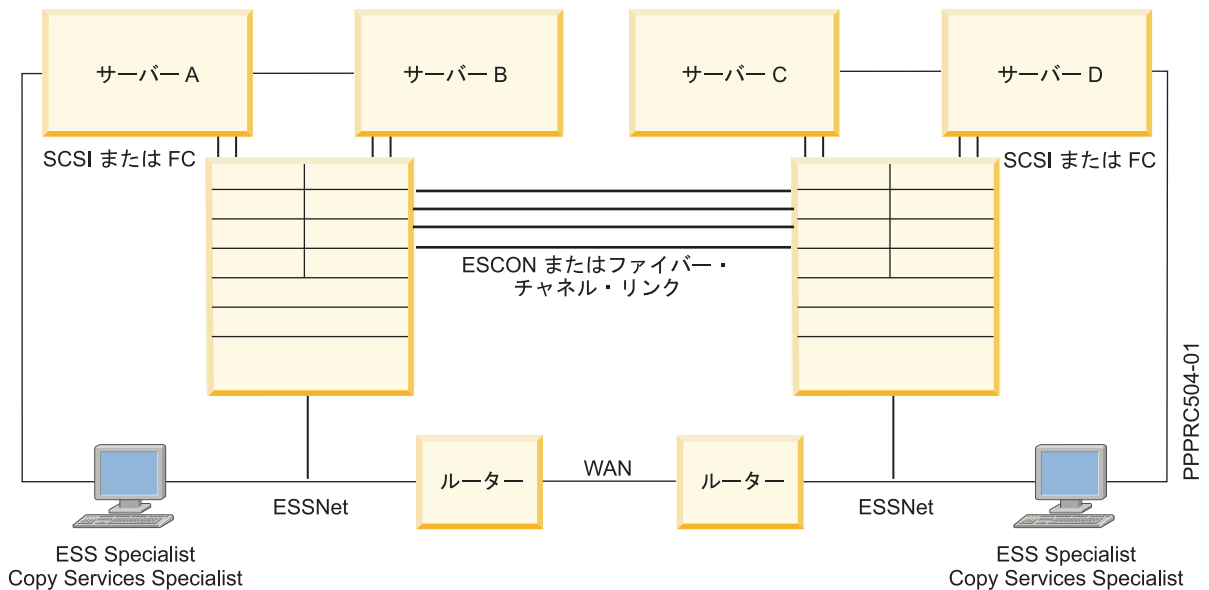 サーバー A
サーバー B
サーバー C
サーバー D
SCSI または FC
SCSI または FC
ESCON またはファイバー・
チャネル・リンク
PPPRC504-01
ルーター
WAN
ルーター
ESSNet
ESSNet
ESS Specialist
Copy Services Specialist
ESS Specialist
Copy Services Specialist